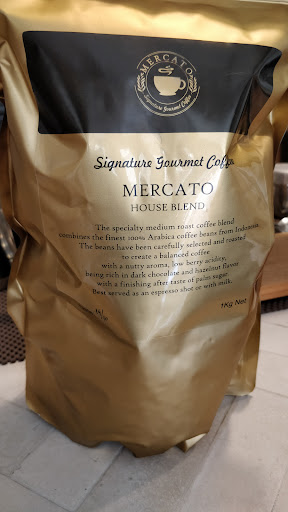 MERCATO
Signature Gourmet Coffee
Signature Gourmet Coffe
MERCATO
HOUSE BLEND
The specialty medium roast coffee blend
combines the finest 100% Arabica coffee beans from Indonesia.
The beans have been carefully selected and roasted
to create a balanced coffee
with a nutty aroma, low berry acidity,
being rich in dark chocolate and hazelnut flavor
with a finishing after taste of palm sugar.
Best served as an espresso shot or with milk.
1Kg Net